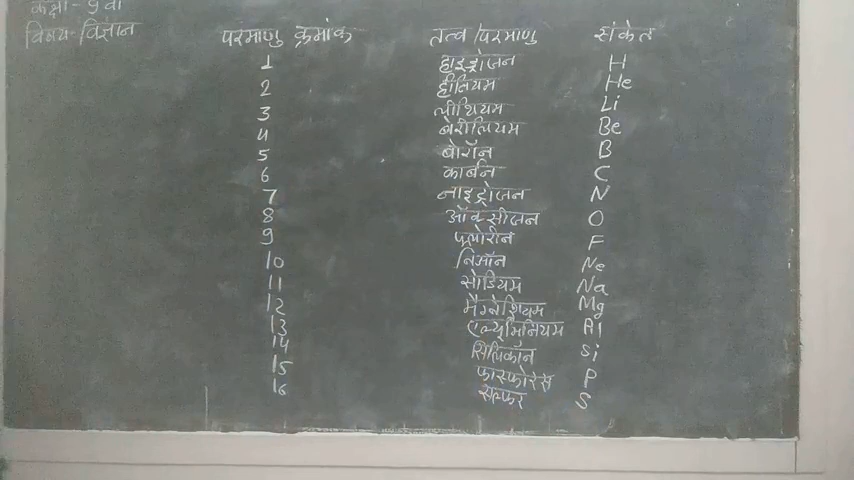 कक्षा-9वी
विषय-विज्ञान
परमाणु क्रमांक तत्व/परमाणु संकेत
1 हाइड्रोजन H
2 हीलियम He
3 लीथियम Li
4 बेरीलियम Be
5 बोरॉन B
6 कार्बन C
7 नाइट्रोजन N
8 ऑक्सीजन O
9 फ्लोरीन F
10 निऑन Ne
11 सोडियम Na
12 मैग्नेशियम Mg
13 एल्युमिनियम Al
14 सिलिकॉन Si
15 फास्फोरस P
16 सल्फर S